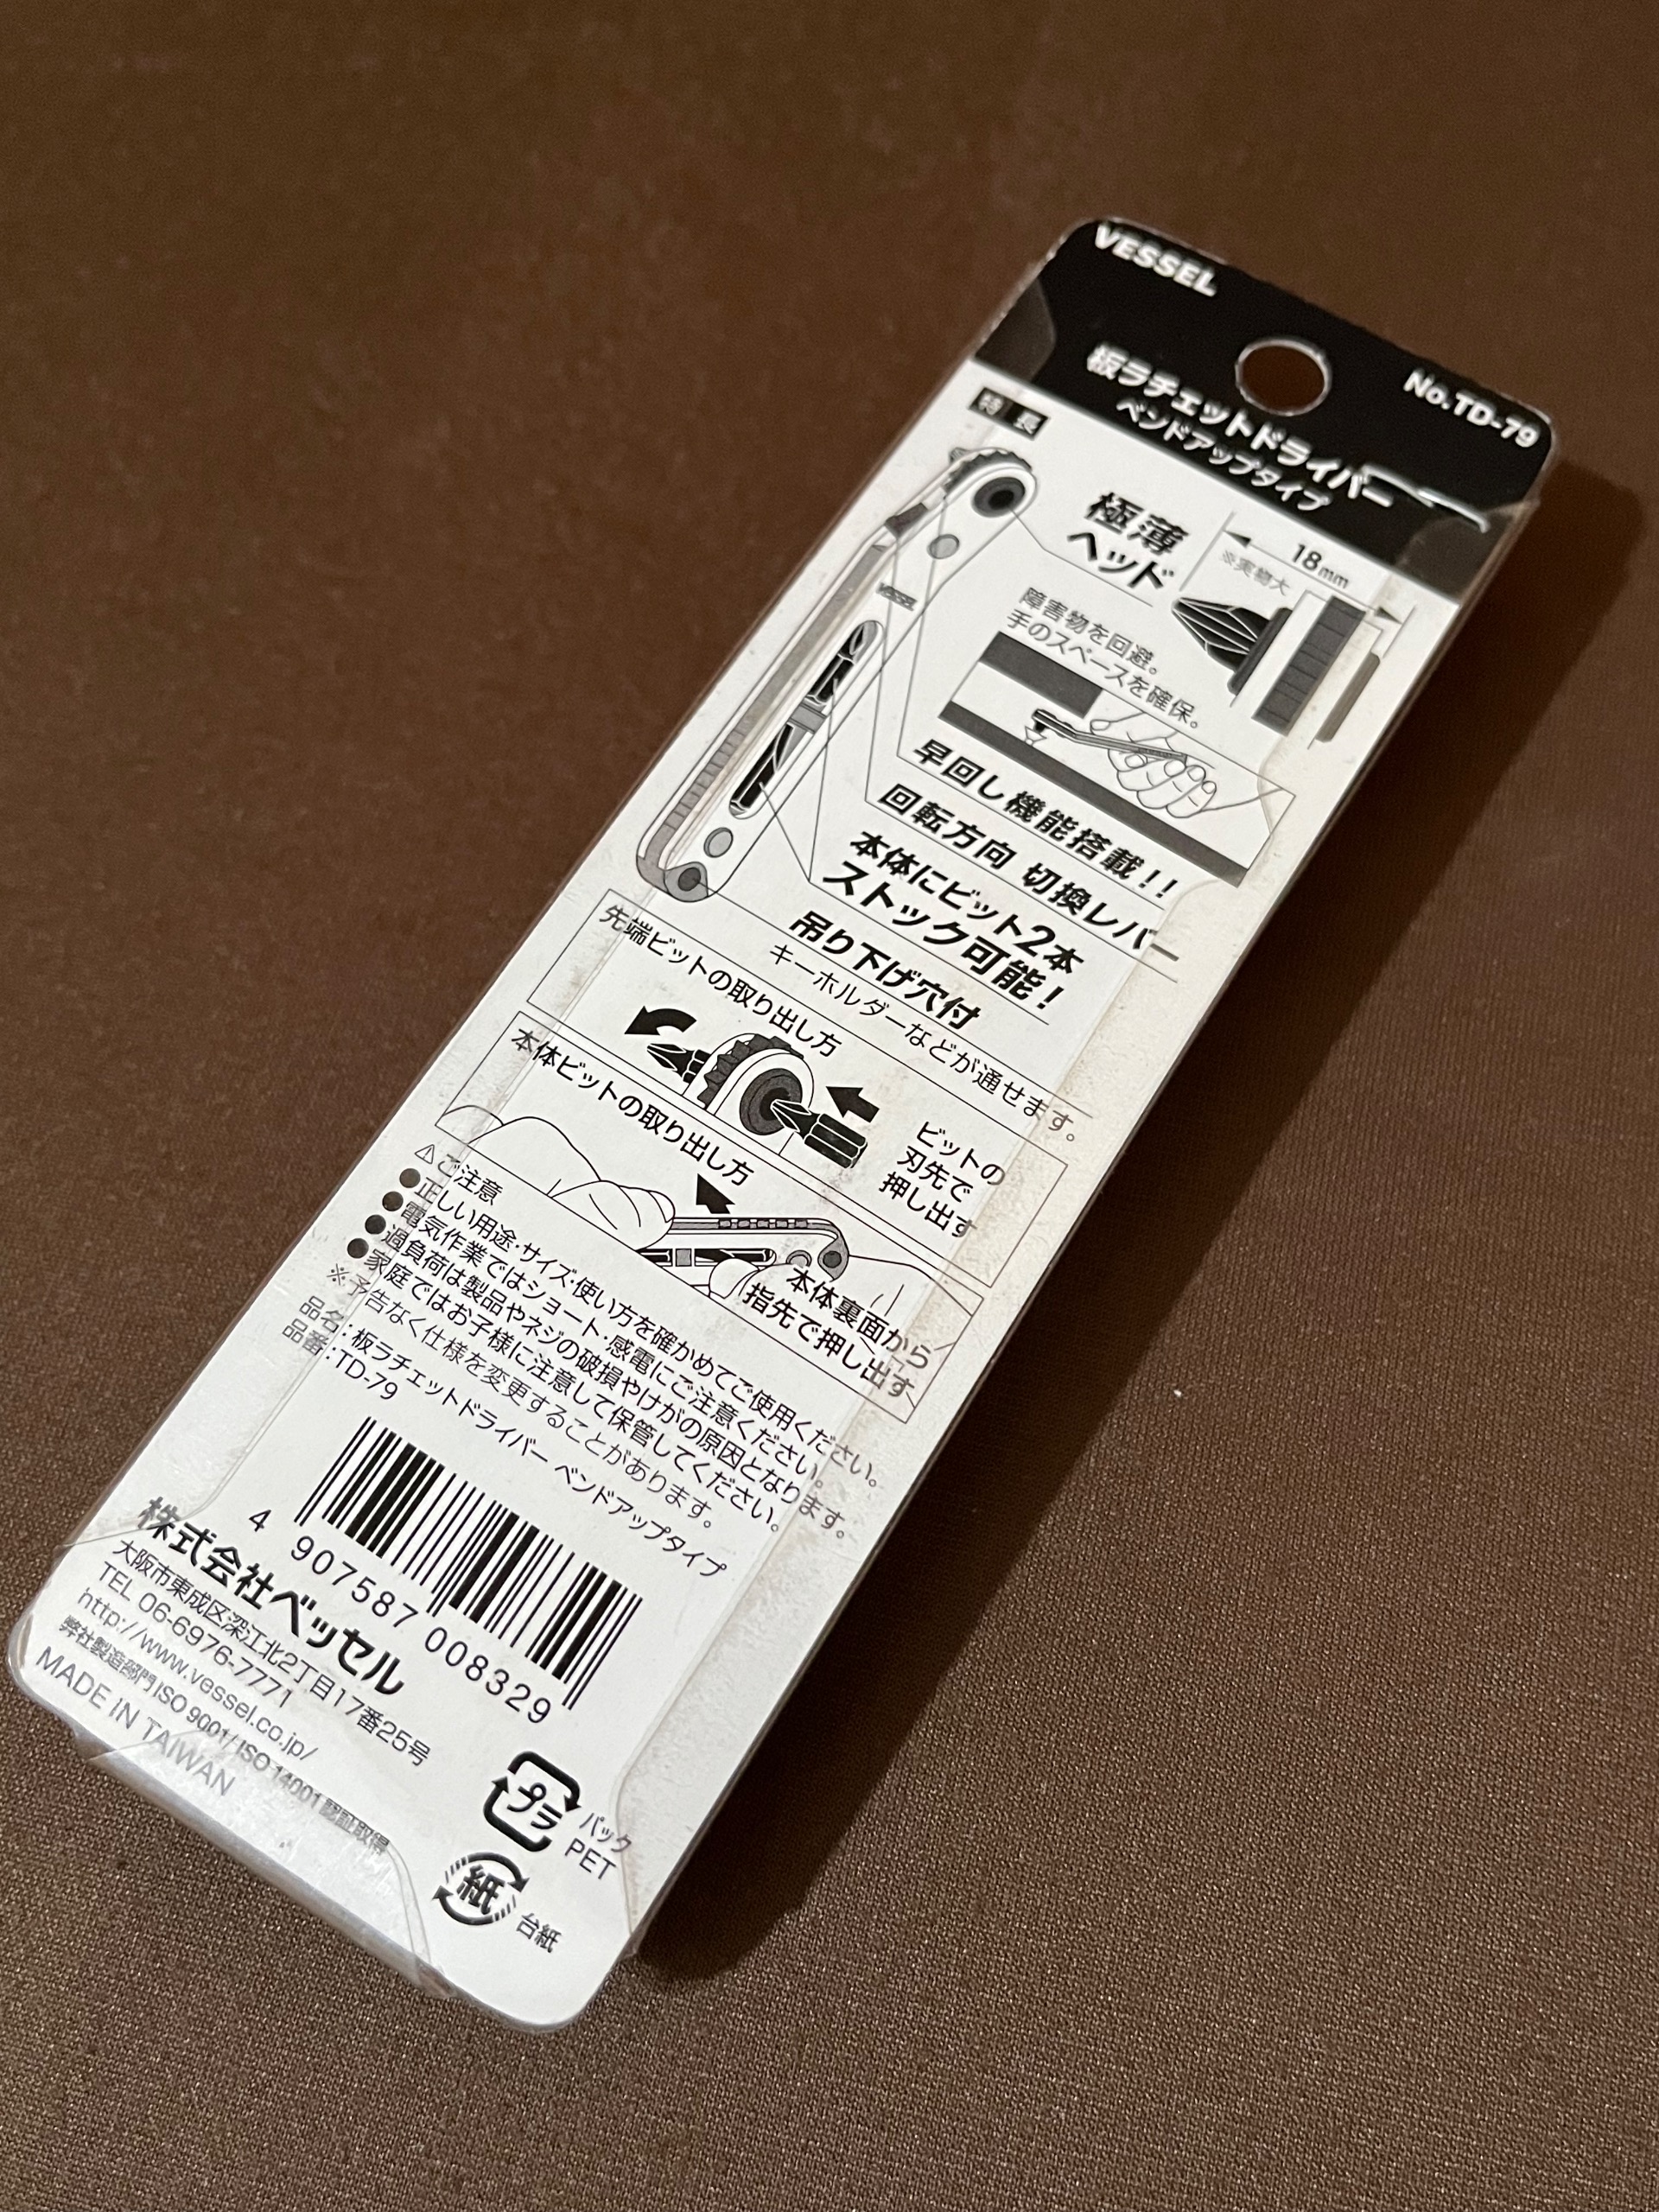 VESSEL
No.TD-79
板ラチェットドライバー
ベンドアップタイプ
特長
極薄
ヘッド
18mm
※実物大
障害物を回避。
手のスペースを確保。
VESSEL
早回し機能搭載!!
回転方向 切換レバー
本体にビット2本
ストック可能!
吊り下げ穴付
キーホルダーなどが通せます。
先端ビットの取り出し方
ビットの
刃先で
押し出す
本体ビットの取り出し方
本体裏面から
指先で押し出す
⚠ご注意
●正しい用途・サイズ・使い方を確かめてご使用ください。
●電気作業ではショート・感電にご注意ください。
●過負荷は製品やネジの破損やけがの原因となります。
●家庭ではお子様に注意して保管してください。
※予告なく仕様を変更することがあります。
品名:板ラチェットドライバー ベンドアップタイプ
品番:TD-79
4 907587 008329
株式会社ベッセル
大阪市東成区深江北2丁目17番25号
TEL 06-6976-7771
http://www.vessel.co.jp/
弊社製造部門ISO 9001/ISO 14001認証取得
MADE IN TAIWAN
プラ
パック
PET
紙
台紙